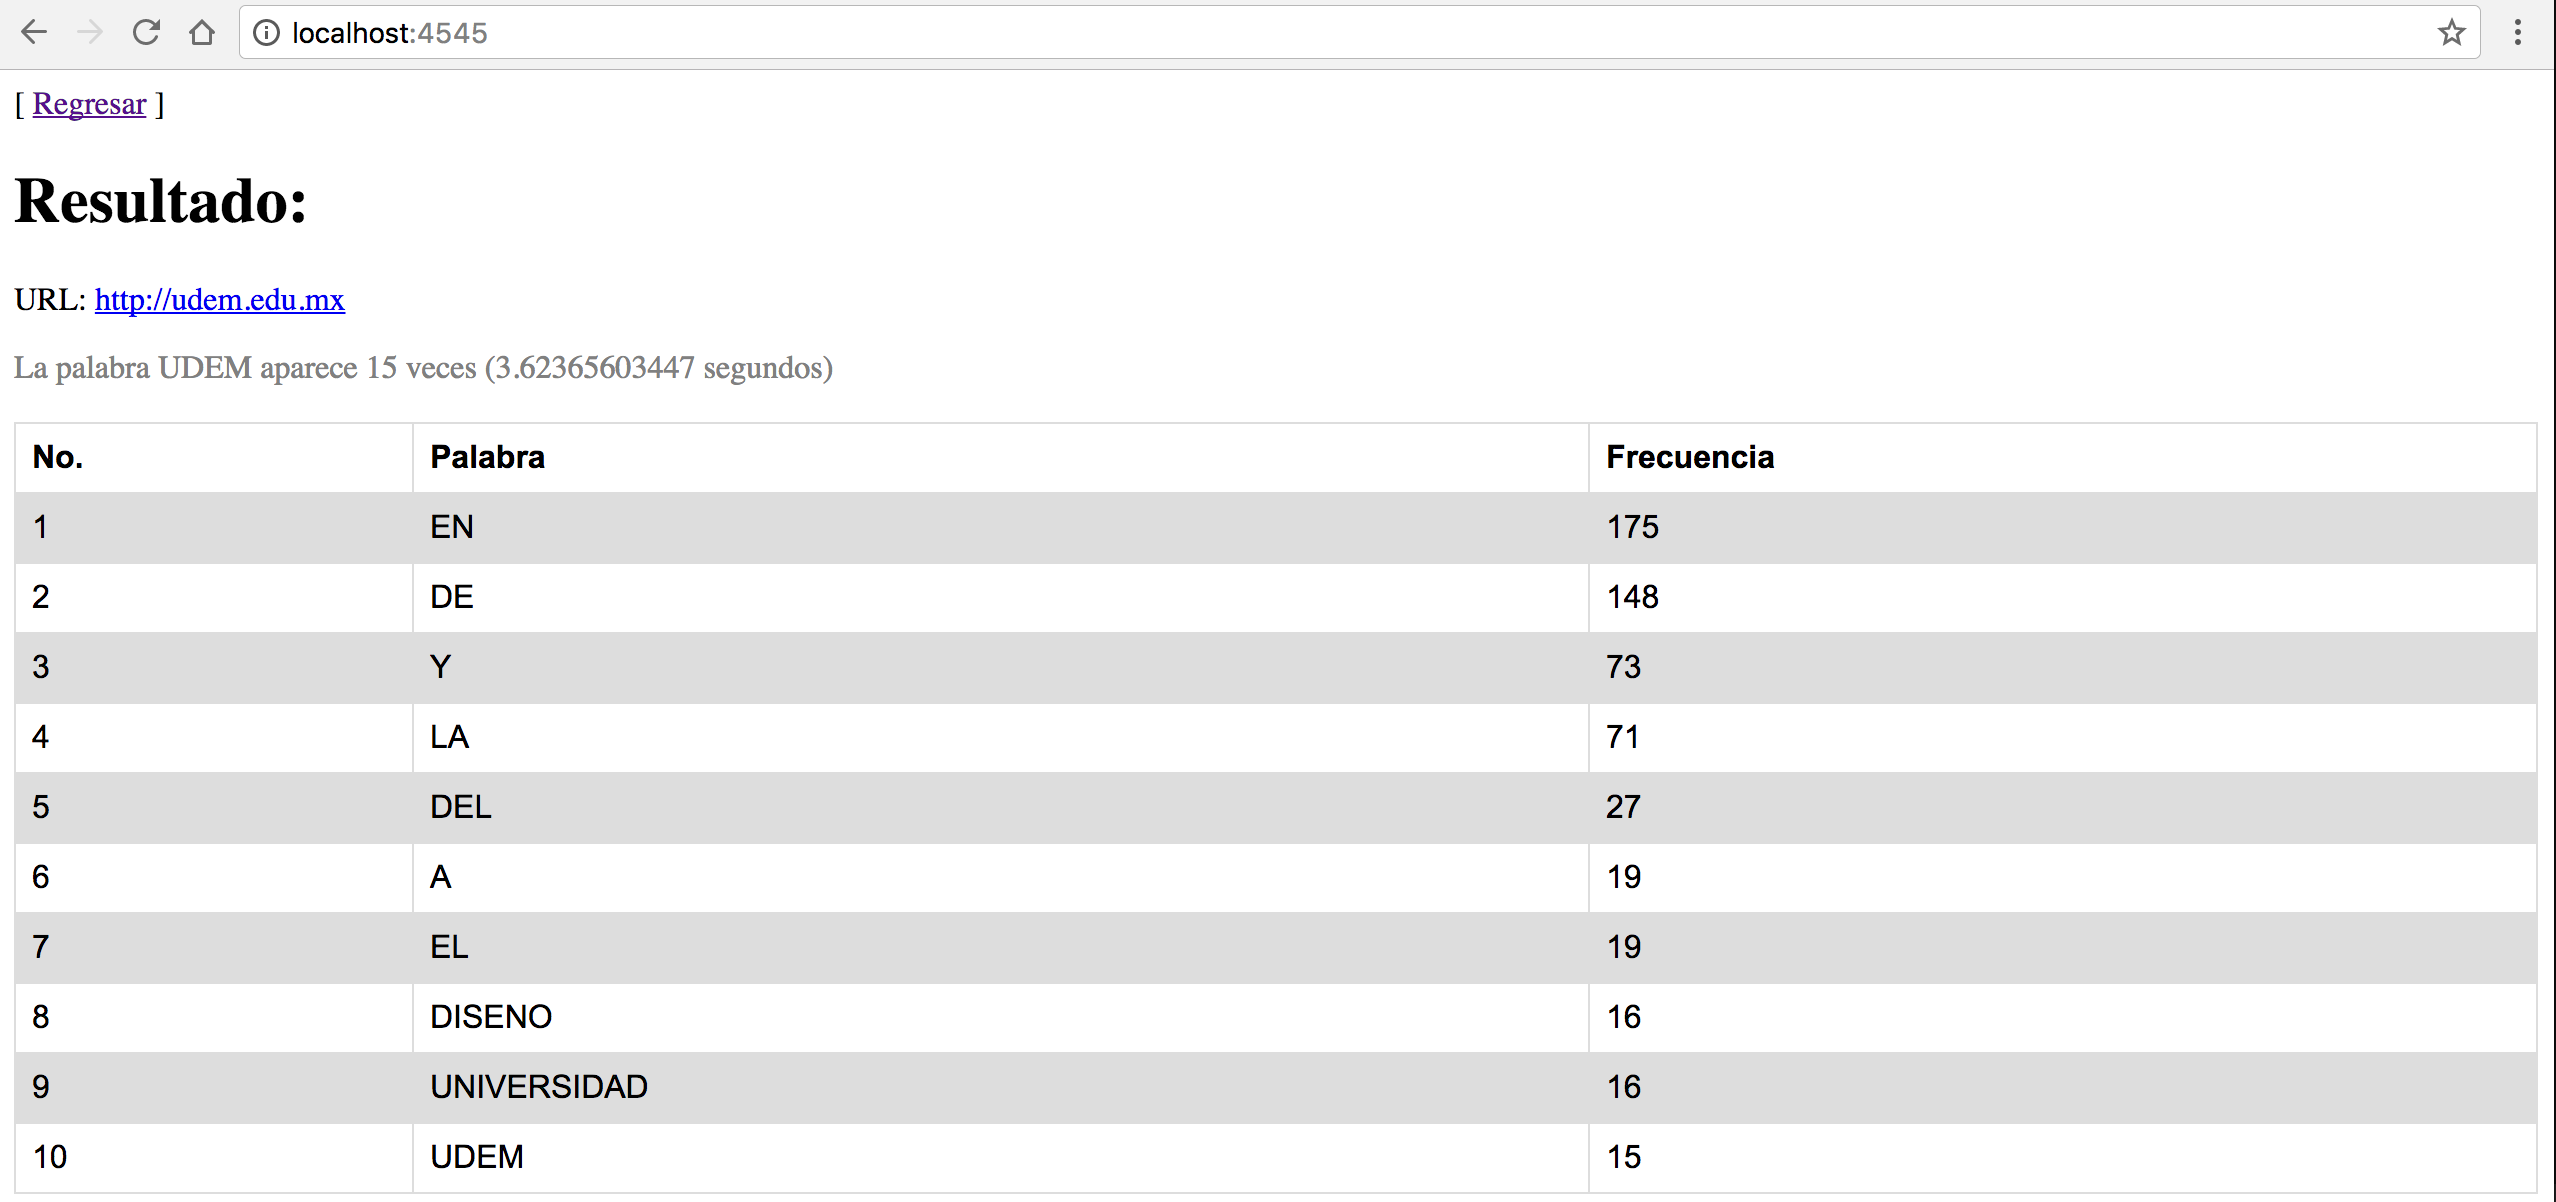 localhost:4545
[ Regresar ]
Resultado:
URL: http://udem.edu.mx
La palabra UDEM aparece 15 veces (3.62365603447 segundos)
No. Palabra Frecuencia
1 EN 175
2 DE 148
3 Y 73
4 LA 71
5 DEL 27
6 A 19
7 EL 19
8 DISENO 16
9 UNIVERSIDAD 16
10 UDEM 15